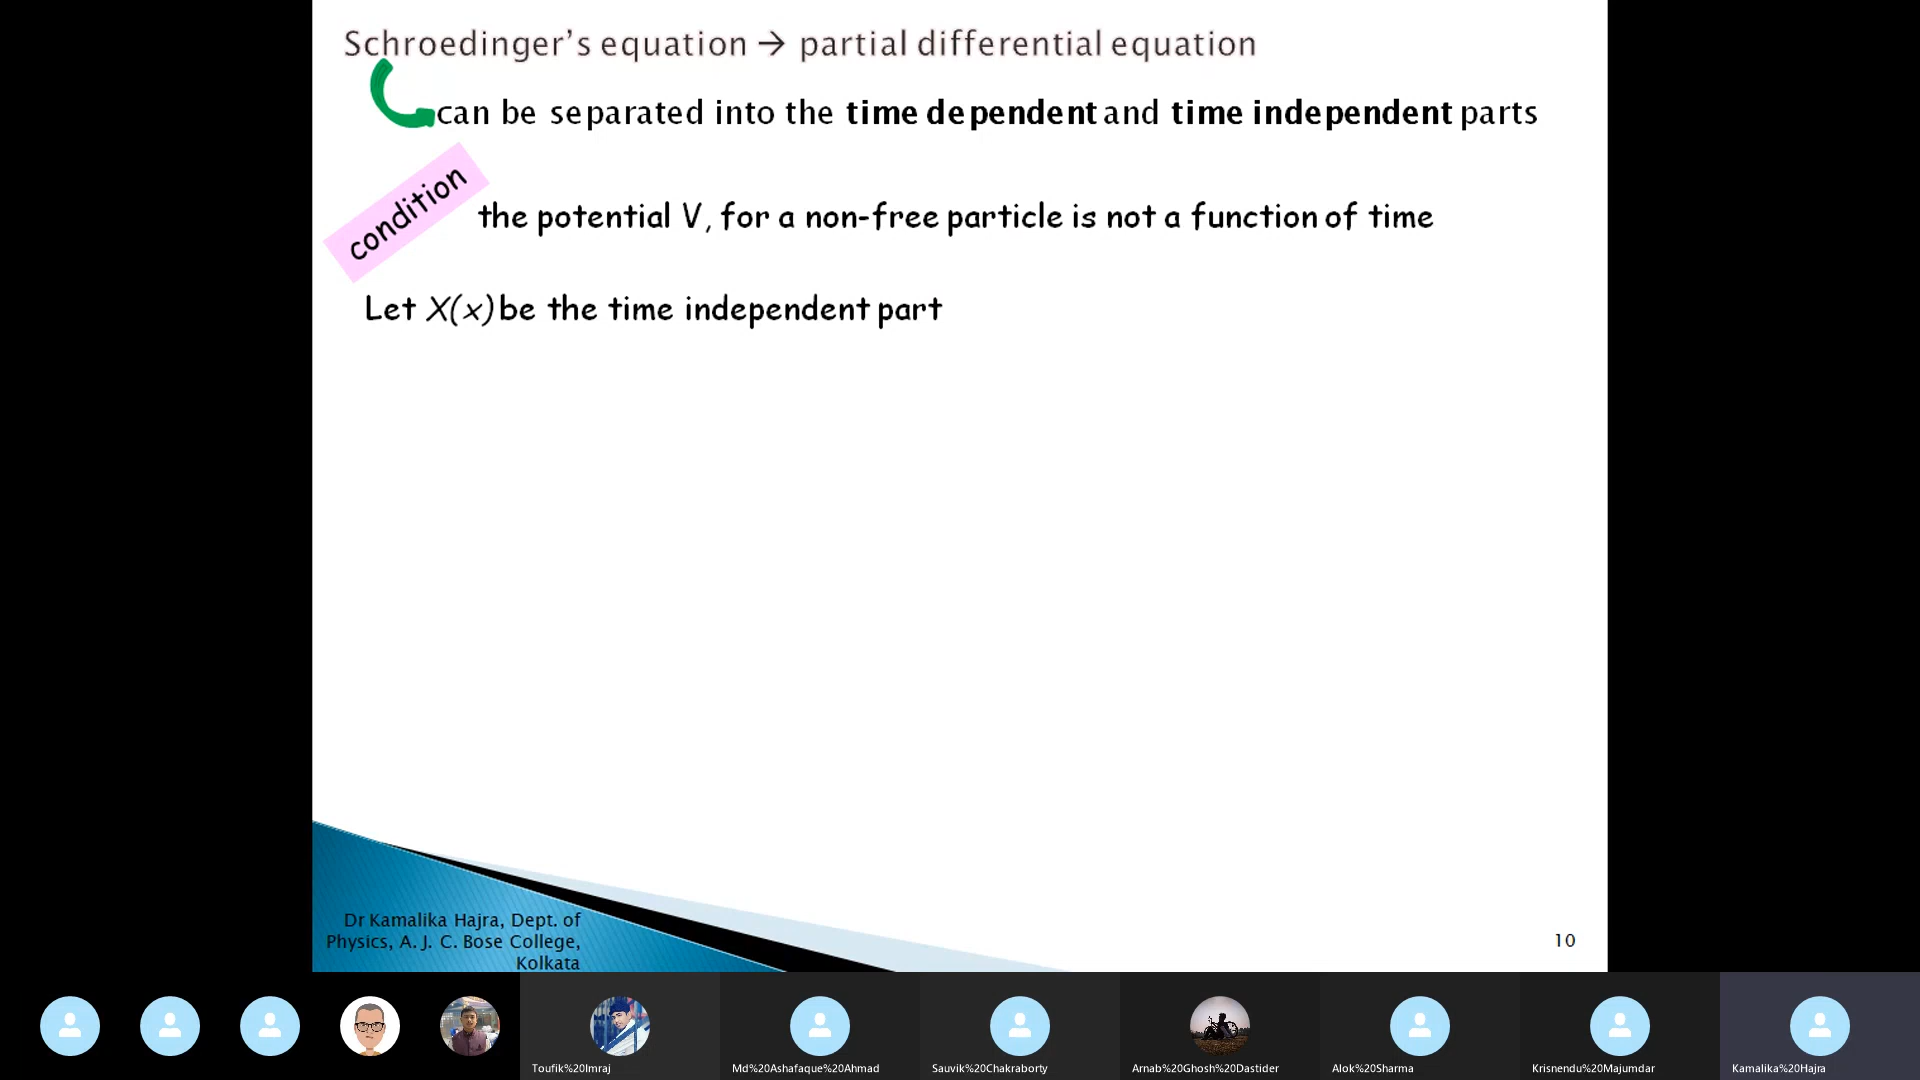 Schroedinger’s equation → partial differential equation
can be separated into the time dependent and time independent parts
condition
the potential V, for a non-free particle is not a function of time
Let X(x) be the time independent part
Dr Kamalika Hajra, Dept. of
Physics, A. J. C. Bose College,
Kolkata
10
Toufik%20Imraj
Md%20Ashafaque%20Ahmad
Sauvik%20Chakraborty
Arnab%20Ghosh%20Dastider
Alok%20Sharma
Krisnendu%20Majumdar
Kamalika%20Hajra